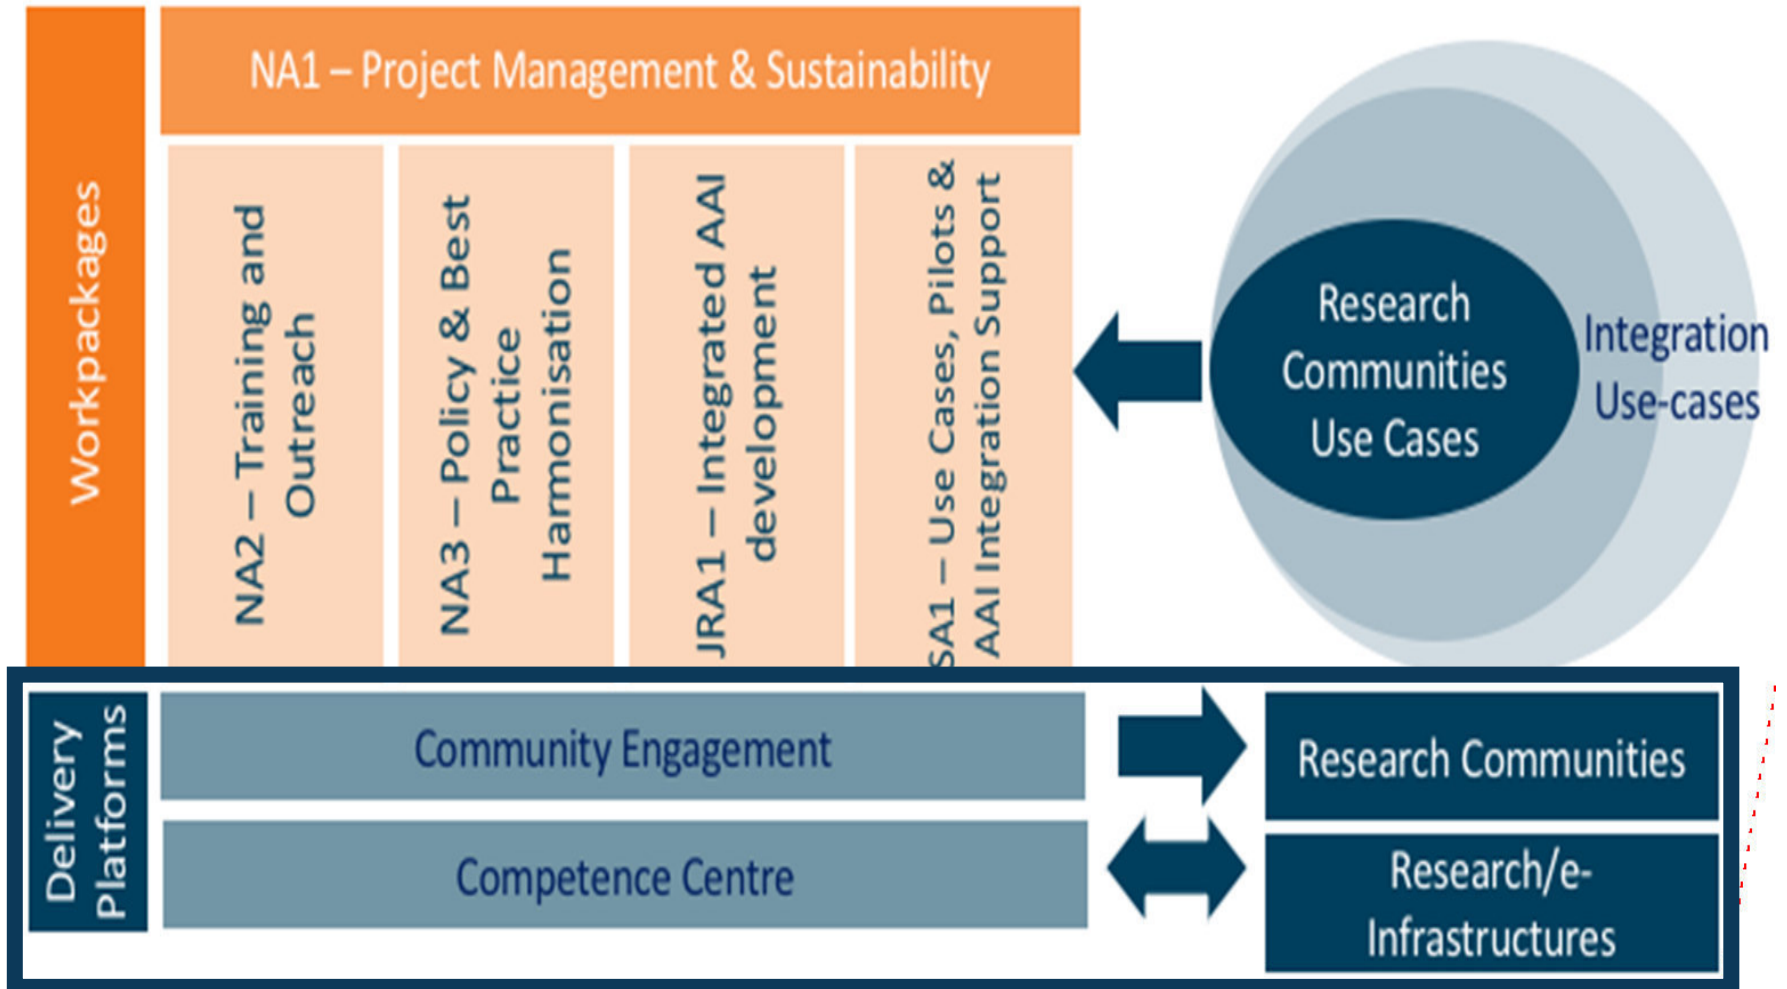 Workpackages
NA1 – Project Management & Sustainability
NA2 – Training and
Outreach
NA3 – Policy & Best
Practice
Harmonisation
JRA1 – Integrated AAI
development
SA1 – Use Cases, Pilots &
AAI Integration Support
Research
Communities
Use Cases
Integration
Use-cases
Delivery
Platforms
Community Engagement
Competence Centre
Research Communities
Research/e-
Infrastructures